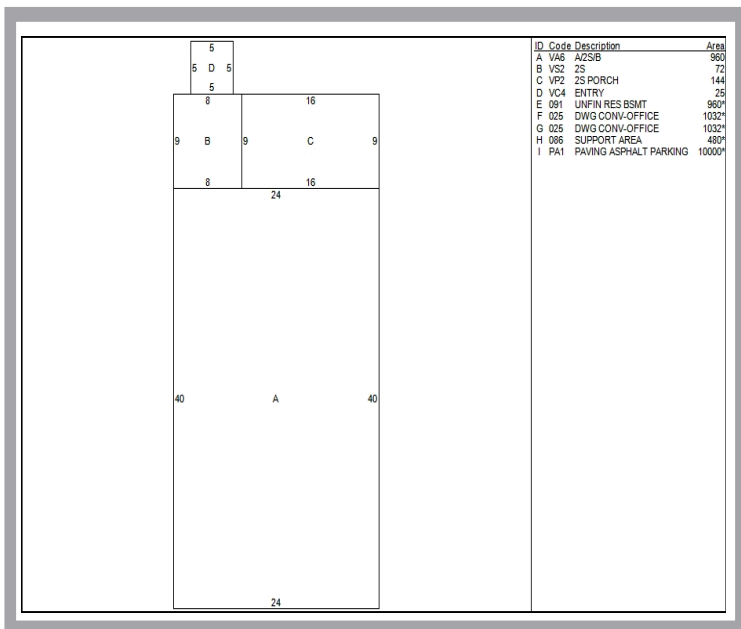 ID Code Description Area
A VA6 A/2S/B 960
B VS2 2S 72
C VP2 2S PORCH 144
D VC4 ENTRY 25
E 091 UNFIN RES BSMT 960*
F 025 DWG CONV-OFFICE 1032*
G 025 DWG CONV-OFFICE 1032*
H 086 SUPPORT AREA 480*
I PA1 PAVING ASPHALT PARKING 10000*
5
5 D 5
5
8 16
9 B 9 C 9
8 16
24
40 A 40
24